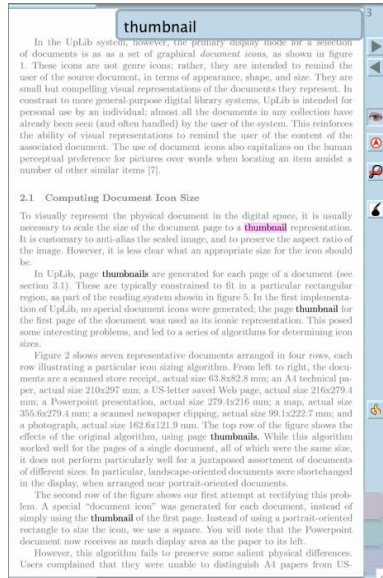 3
thumbnail
In the UpLib system, however, the primary display mode for a selection
of documents is as as a set of graphical document icons, as shown in figure
1. These icons are not genre icons; rather, they are intended to remind the
user of the source document, in terms of appearance, shape, and size. They are
small but compelling visual representations of the documents they represent. In
constrast to more general-purpose digital library systems, UpLib is intended for
personal use by an individual; almost all the documents in any collection have
already been seen (and often handled) by the user of the system. This reinforces
the ability of visual representations to remind the user of the content of the
associated document. The use of document icons also capitalizes on the human
perceptual preference for pictures over words when locating an item amidst a
number of other similar items [7].
2.1 Computing Document Icon Size
To visually represent the physical document in the digital space, it is usually
necessary to scale the size of the document page to a thumbnail representation.
It is customary to anti-alias the scaled image, and to preserve the aspect ratio of
the image. However, it is less clear what an appropriate size for the icon should
be.
In UpLib, page thumbnails are generated for each page of a document (see
section 3.1). These are typically constrained to fit in a particular rectangular
region, as part of the reading system showin in figure 5. In the first implementa-
tion of UpLib, no special document icons were generated; the page thumbnail for
the first page of the document was used as its iconic representation. This posed
some interesting problems, and led to a series of algorithms for determining icon
sizes.
Figure 2 shows seven representative documents arranged in four rows, each
row illustrating a particular icon sizing algorithm. From left to right, the docu-
ments are a scanned store receipt, actual size 63.8x82.8 mm; an A4 technical pa-
per, actual size 210x297 mm; a US-letter saved Web page, actual size 216x279.4
mm; a Powerpoint presentation, actual size 279.4x216 mm; a map, actual size
355.6x279.4 mm; a scanned newspaper clipping, actual size 99.1x222.7 mm; and
a photograph, actual size 162.6x121.9 mm. The top row of the figure shows the
effects of the original algorithm, using page thumbnails. While this algorithm
worked well for the pages of a single document, all of which were the same size,
it does not perform particularly well for a juxtaposed assortment of documents
of different sizes. In particular, landscape-oriented documents were shortchanged
in the display, when arranged near portrait-oriented documents.
The second row of the figure shows our first attempt at rectifying this prob-
lem. A special "document icon" was generated for each document, instead of
simply using the thumbnail of the first page. Instead of using a portrait-oriented
rectangle to size the icon, we use a square. You will note that the Powerpoint
document now receives as much display area as the paper to its left.
However, this algorithm fails to preserve some salient physical differences.
Users complained that they were unable to distinguish A4 papers from US-